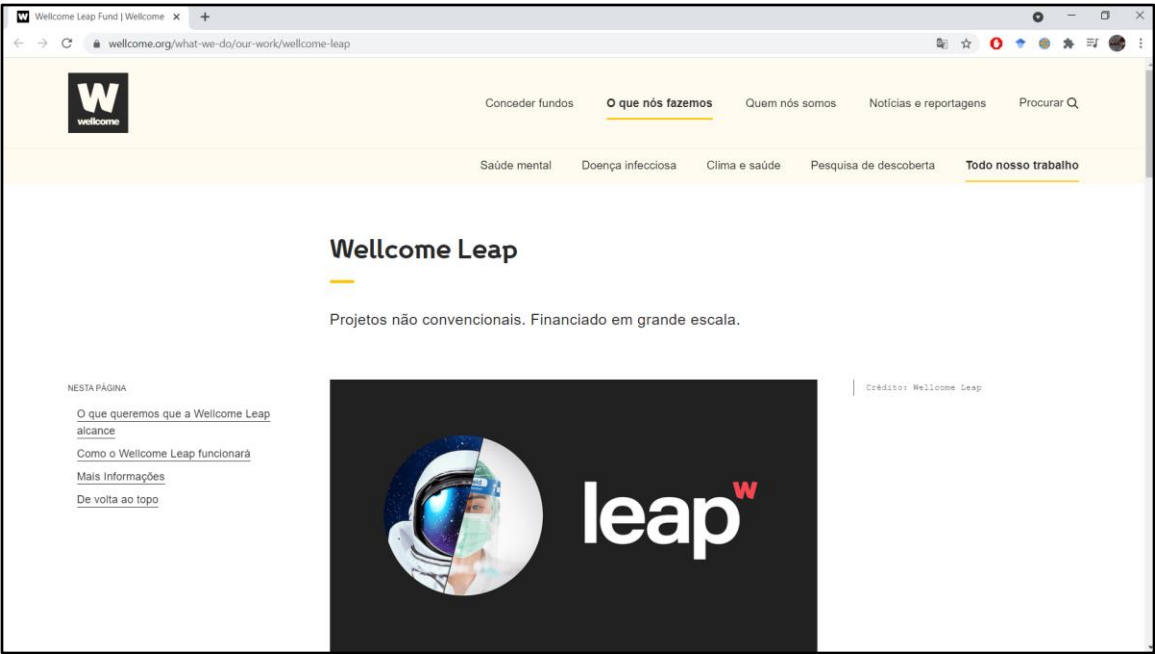 Wellcome Leap Fund | Wellcome
wellcome.org/what-we-do/our-work/wellcome-leap
W
wellcome
Conceder fundos O que nós fazemos Quem nós somos Notícias e reportagens Procurar
Saúde mental Doença infecciosa Clima e saúde Pesquisa de descoberta Todo nosso trabalho
Wellcome Leap
Projetos não convencionais. Financiado em grande escala.
NESTA PÁGINA
O que queremos que a Wellcome Leap
alcance
Como o Wellcome Leap funcionará
Mais Informações
De volta ao topo
Crédito: Wellcome Leap
leap W